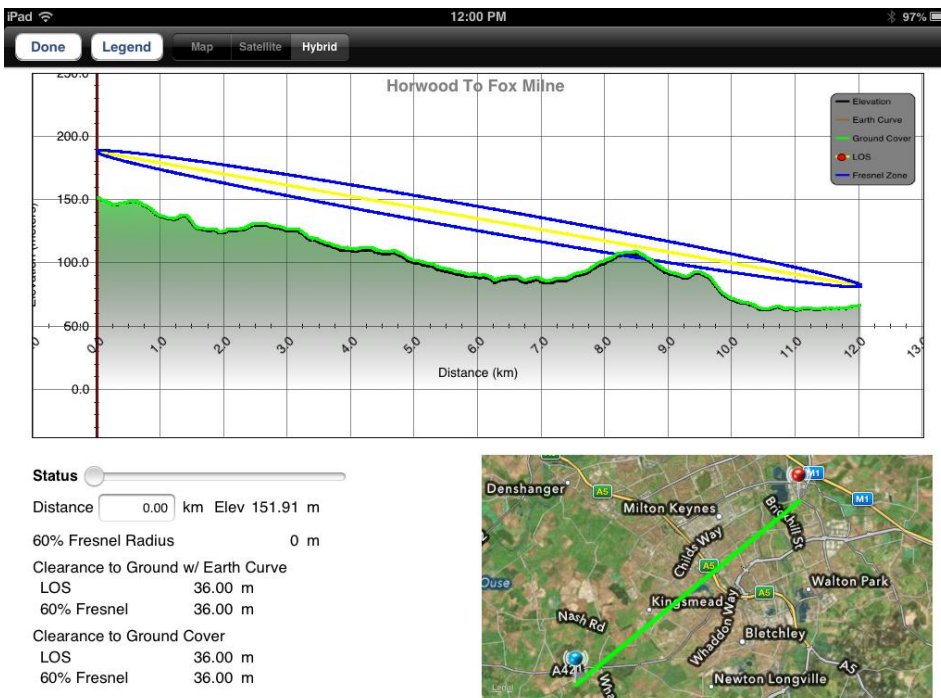 iPad 12:00 PM 97%
Done Legend Map Satellite Hybrid
250.0
Horwood To Fox Milne
Elevation
Earth Curve
Ground Cover
LOS
Fresnel Zone
200.0
150.0
100.0
50.0
0.0
Elevation (meters)
0.0 1.0 2.0 3.0 4.0 5.0 6.0 7.0 8.0 9.0 10.0 11.0 12.0 13.
Distance (km)
Status
Distance 0.00 km Elev 151.91 m
60% Fresnel Radius 0 m
Clearance to Ground w/ Earth Curve
LOS 36.00 m
60% Fresnel 36.00 m
Clearance to Ground Cover
LOS 36.00 m
60% Fresnel 36.00 m
Denshanger
A5
M1
M1
Milton Keynes
Brickhill St
Childs Way
A5
A5
Ouse
Kingsmead
Walton Park
Nash Rd
Whaddon Way
Bletchley
A421
Wha
A5
Newton Longville
Legal